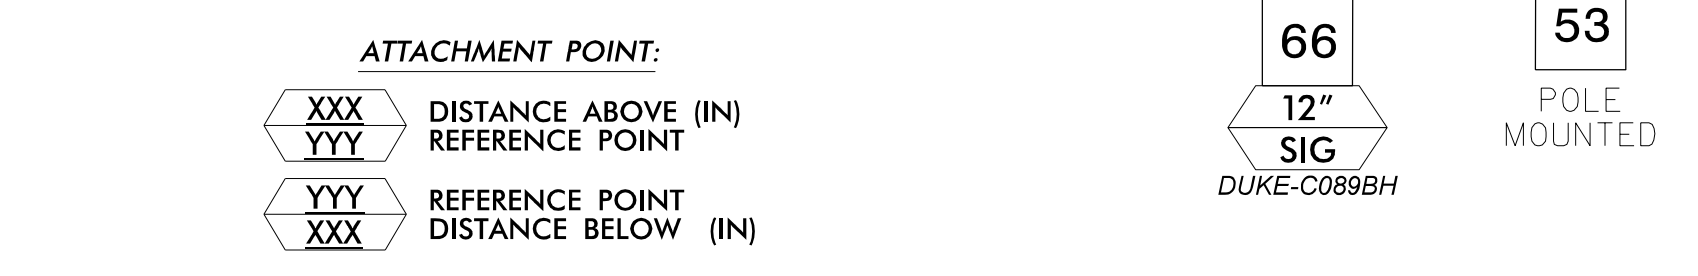 ATTACHMENT POINT:
XXX
YYY
DISTANCE ABOVE (IN)
REFERENCE POINT
YYY
XXX
REFERENCE POINT
DISTANCE BELOW (IN)
66
12"
SIG
DUKE-C089BH
53
POLE
MOUNTED